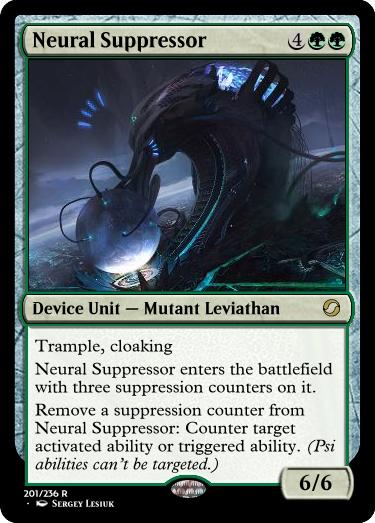 Neural Suppressor 4
Device Unit — Mutant Leviathan
Trample, cloaking
Neural Suppressor enters the battlefield
with three suppression counters on it.
Remove a suppression counter from
Neural Suppressor: Counter target
activated ability or triggered ability. (Psi
abilities can't be targeted.)
6/6
201/236 R
· SERGEY LESIUK